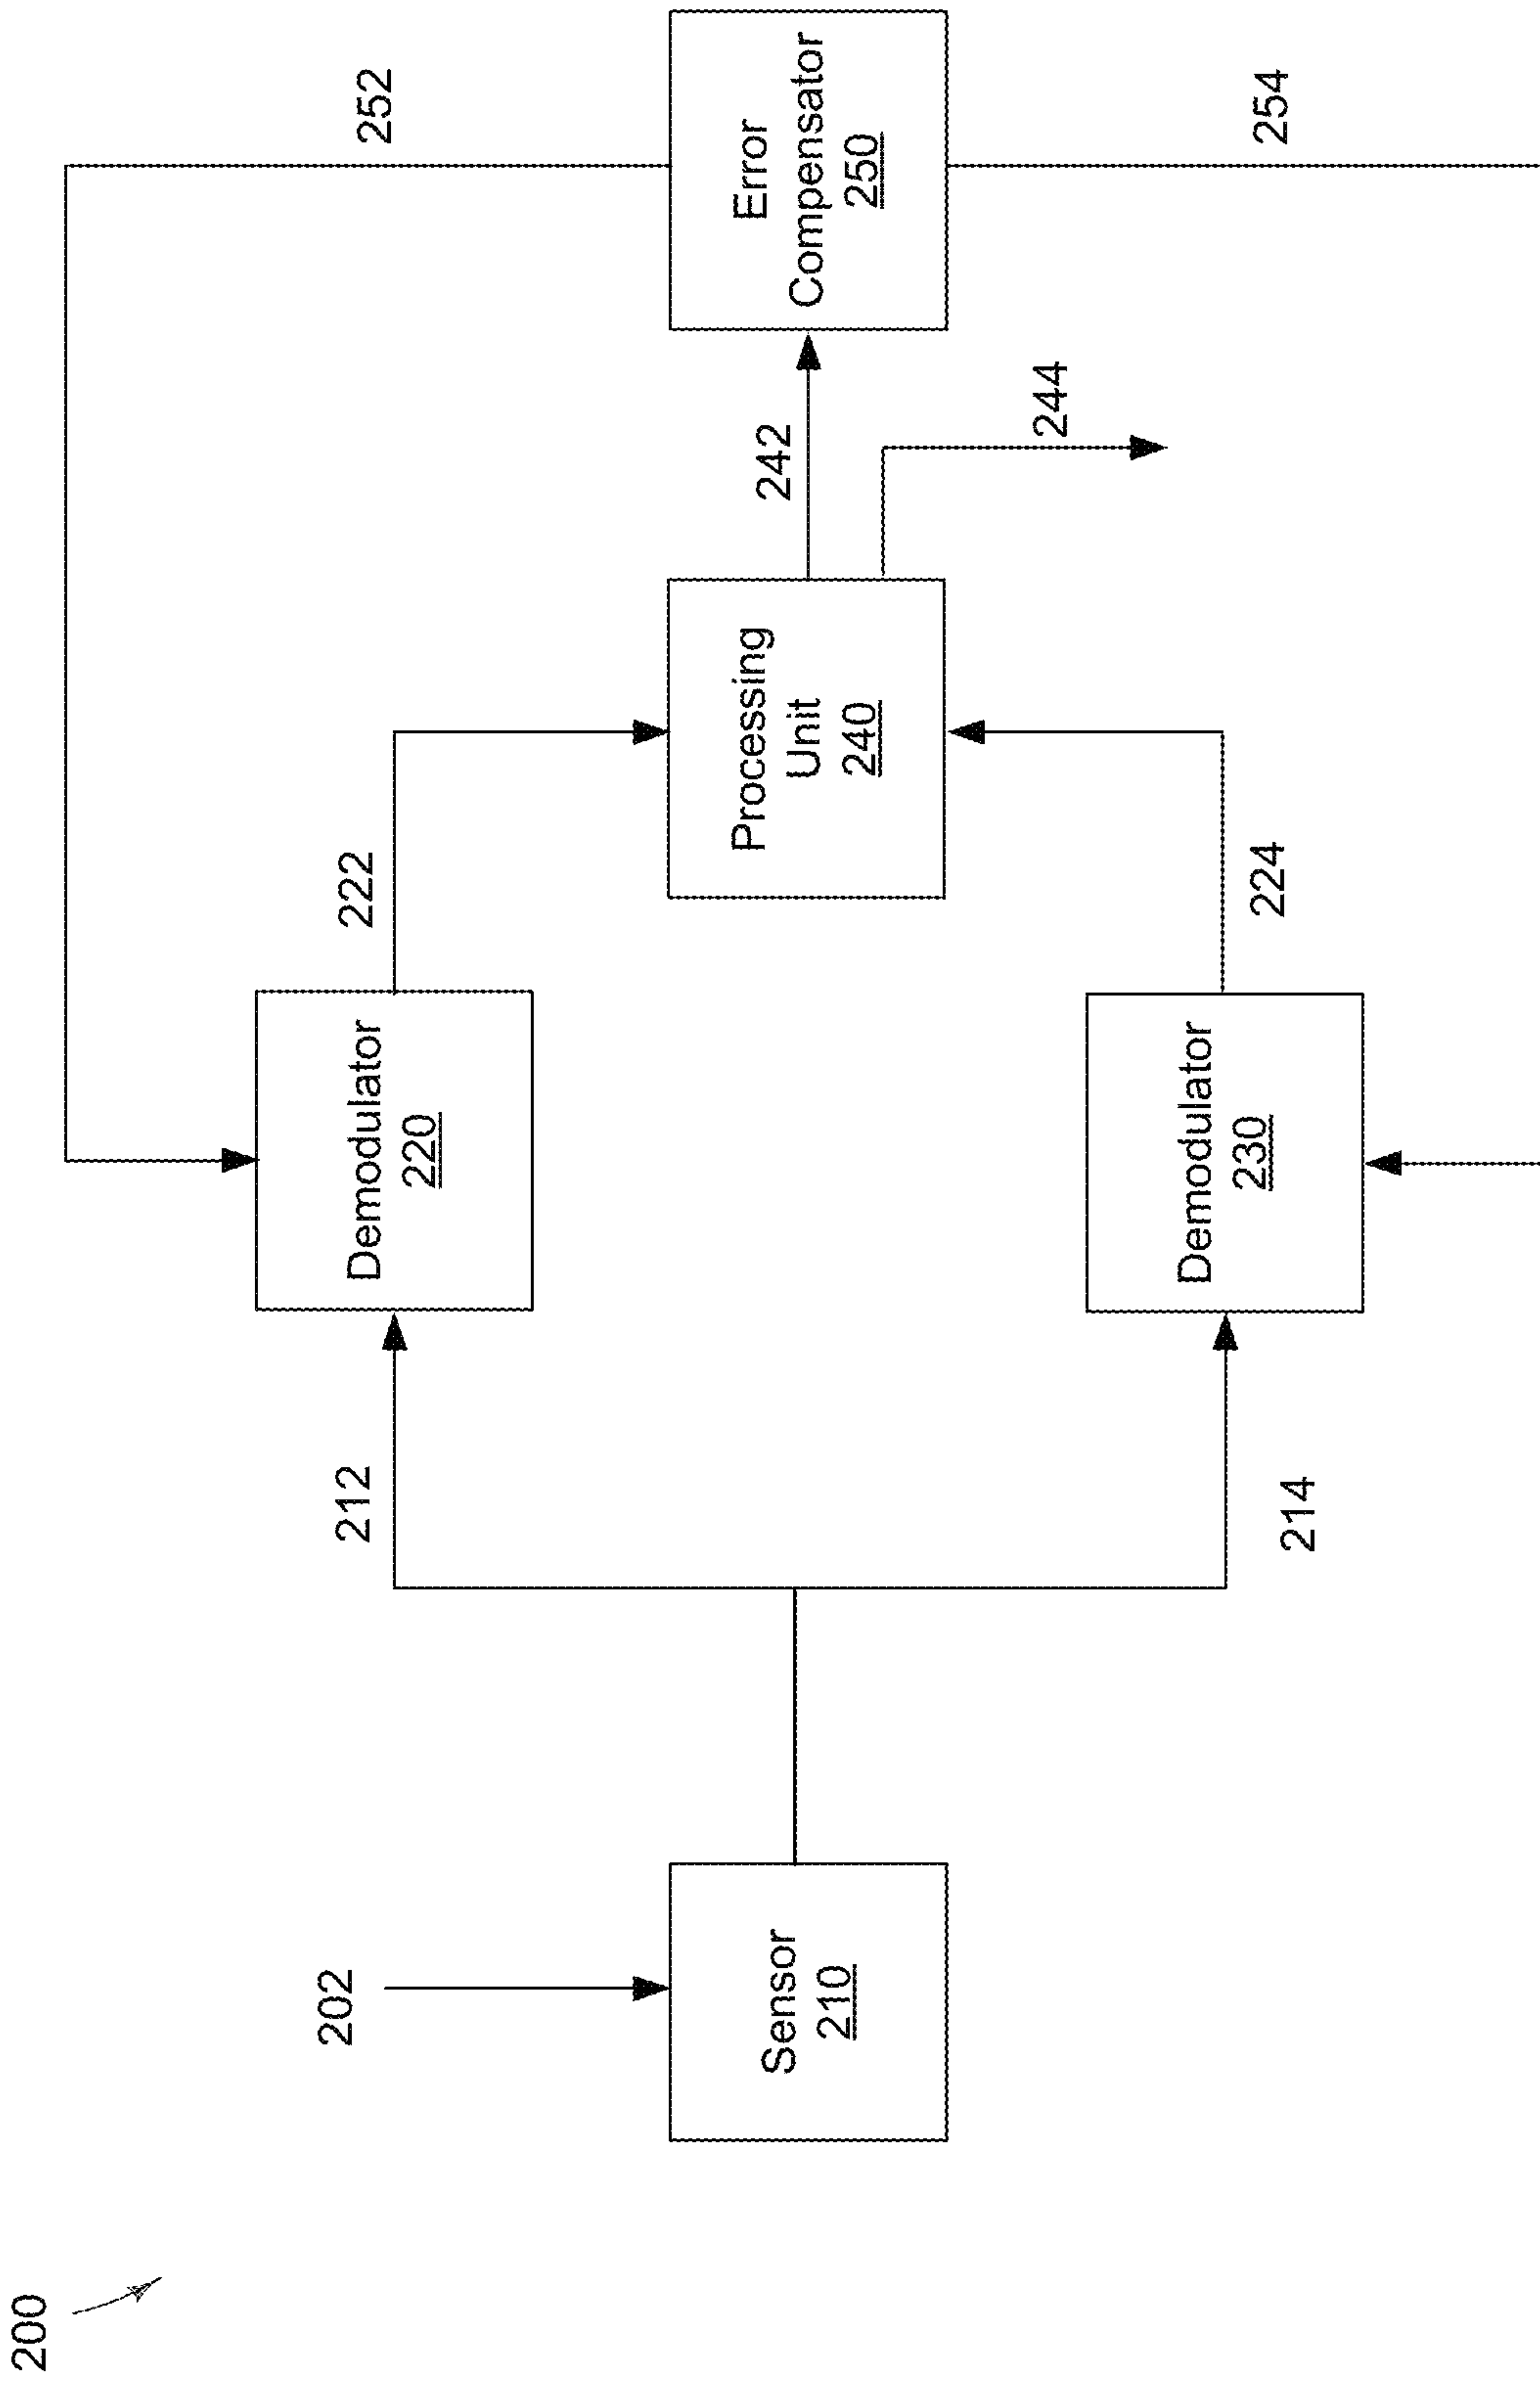 200
202
Sensor
210
212
214
Demodulator
220
Demodulator
230
222
224
Processing
Unit
240
242
244
Error
Compensator
250
252
254